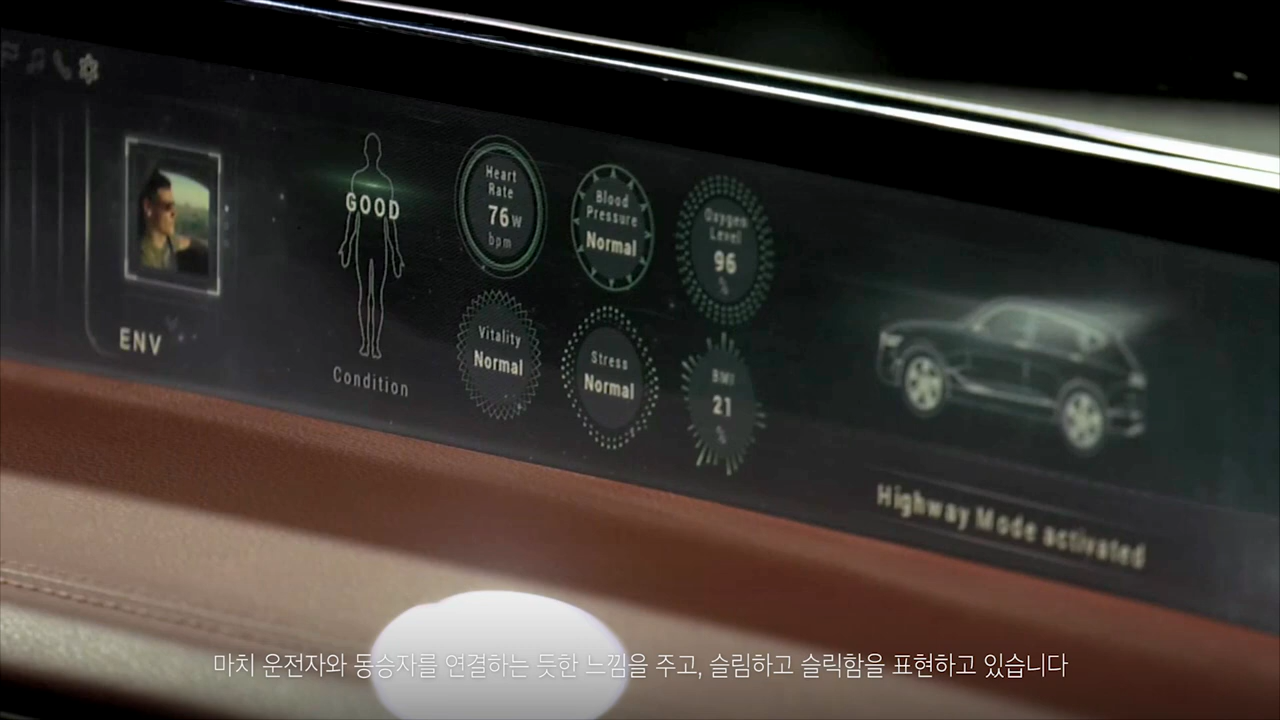 ENV
GOOD
Condition
Heart
Rate
76 W
bpm
Blood
Pressure
Normal
Oxygen
Level
96
%
Vitality
Normal
Stress
Normal
BMI
21
%
Highway Mode activated
마치 운전자와 동승자를 연결하는 듯한 느낌을 주고, 슬림하고 슬릭함을 표현하고 있습니다